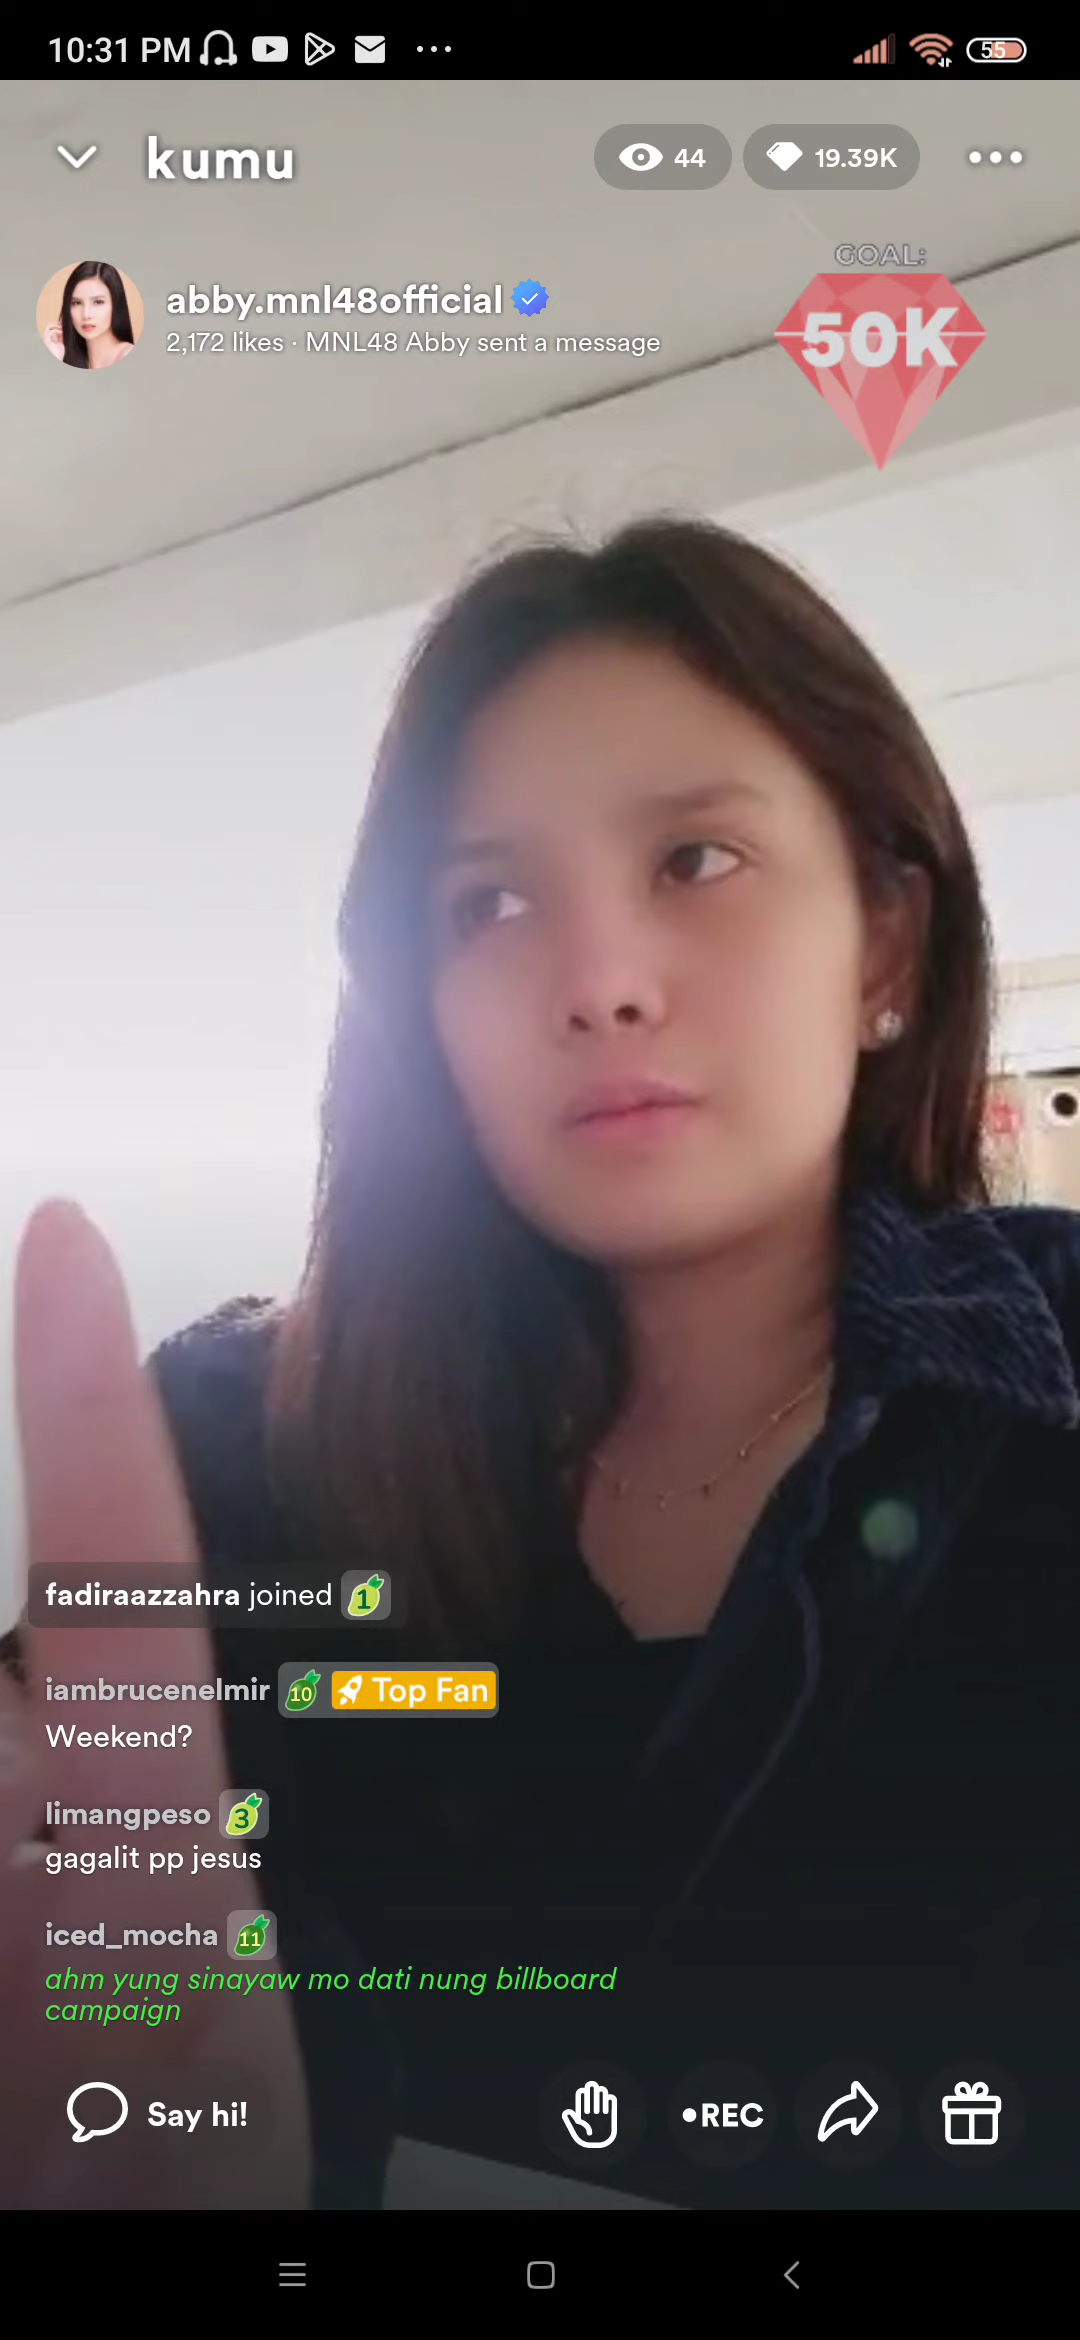 10:31 PM
55
kumu
44
19.39K
GOAL:
50K
abby.mnl48official
2,172 likes · MNL48 Abby sent a message
fadiraazzahra joined 1
iambrucenelmir 10 Top Fan
Weekend?
limangpeso 3
gagalit pp jesus
iced_mocha 11
ahm yung sinayaw mo dati nung billboard
campaign
Say hi!
•REC